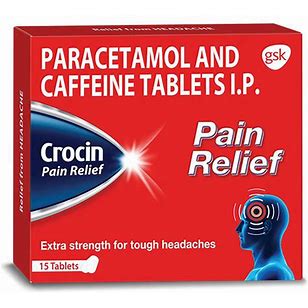 PARACETAMOL AND
CAFFEINE TABLETS I.P.
gsk
Relief from HEADACHE
Crocin
Pain Relief
Pain
Relief
Extra strength for tough headaches
15 Tablets